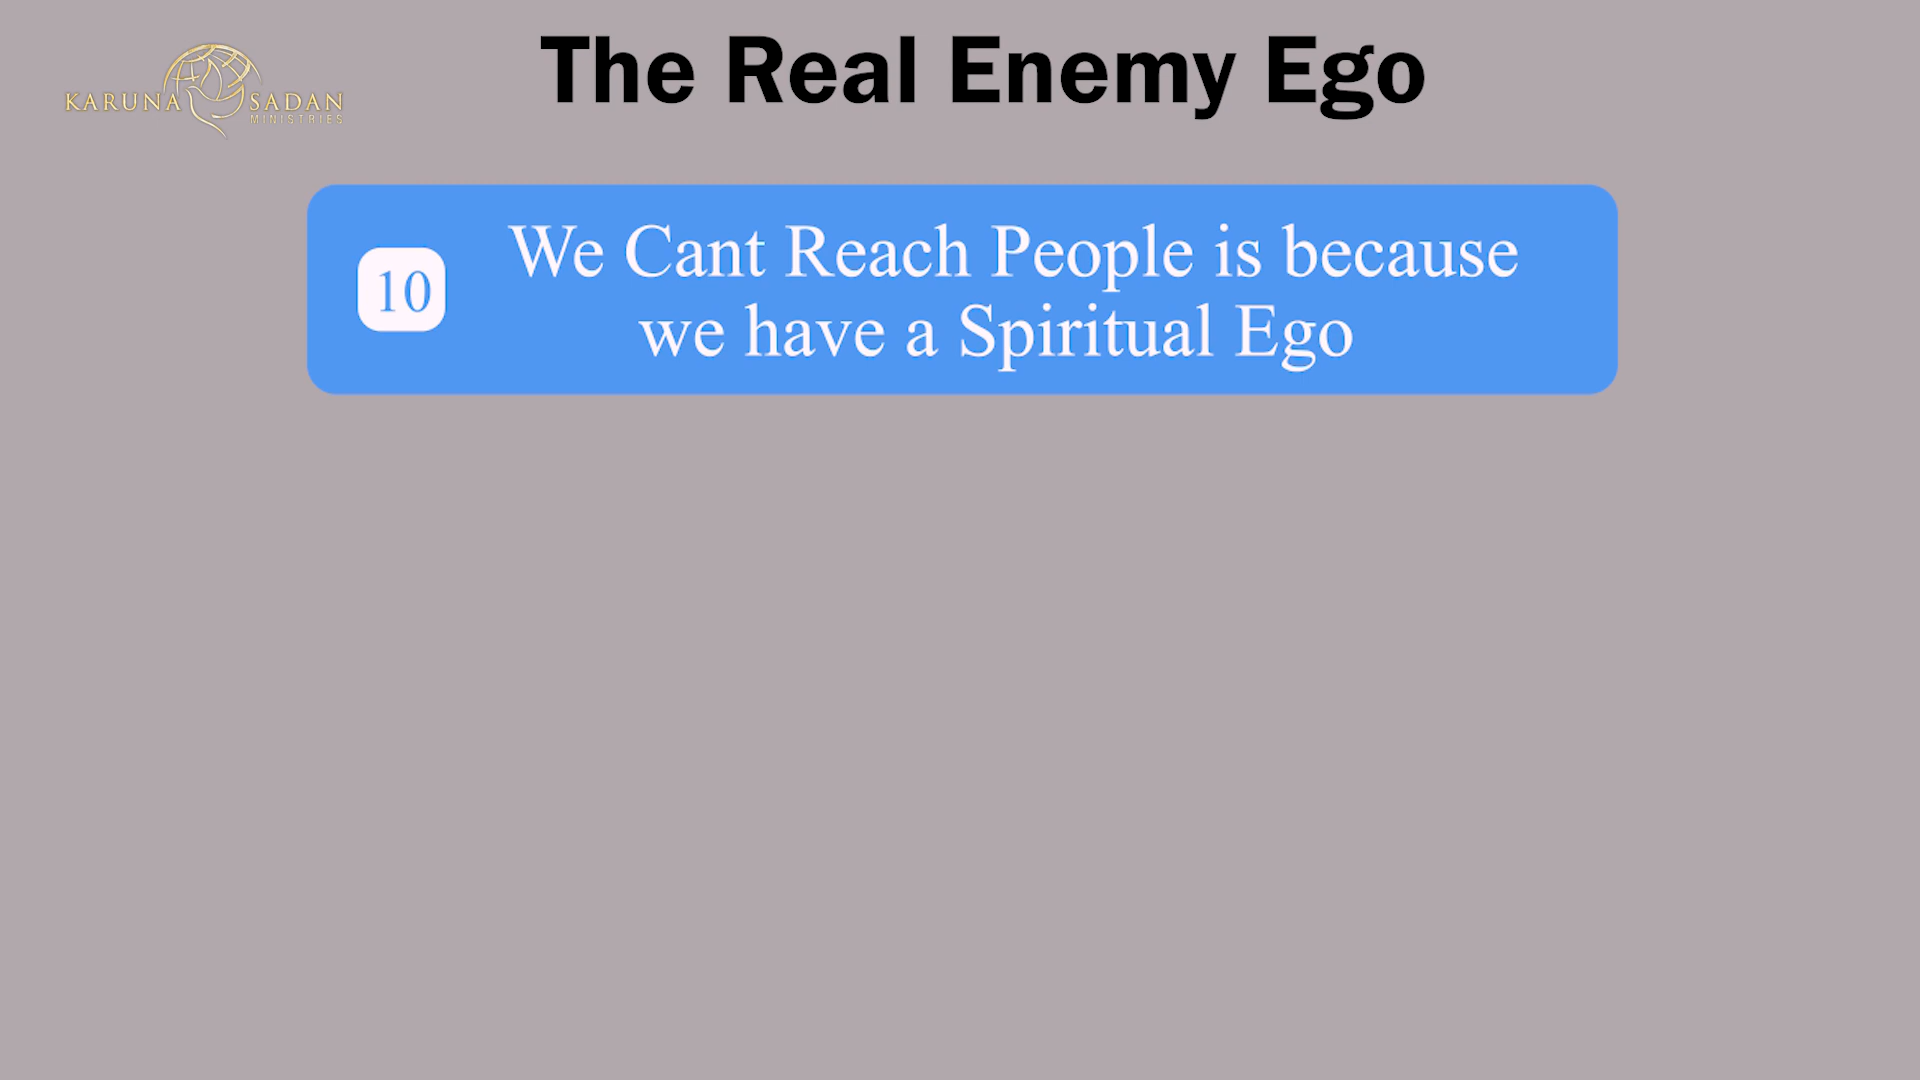 The Real Enemy Ego
KARUNA SADAN
MINISTRIES
10
We Cant Reach People is because
we have a Spiritual Ego